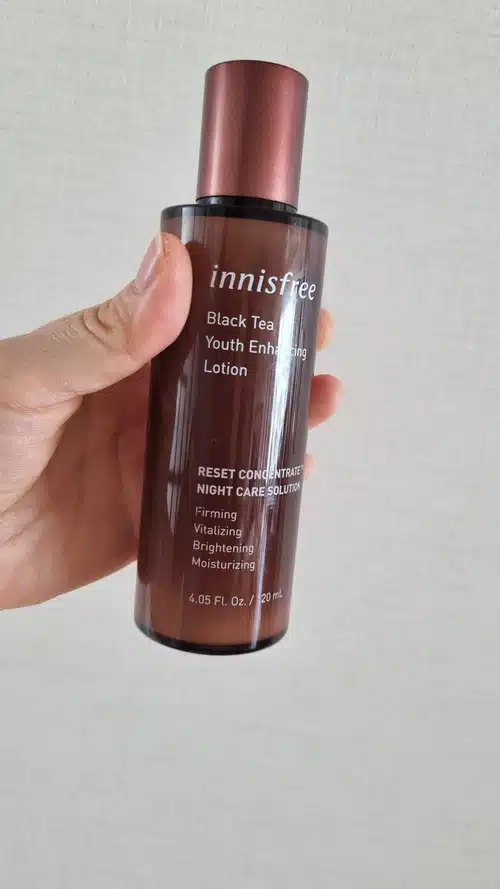 innisfree
Black Tea
Youth Enhancing
Lotion
RESET CONCENTRATE™
NIGHT CARE SOLUTION
Firming
Vitalizing
Brightening
Moisturizing
4.05 Fl. Oz. / 120 mL